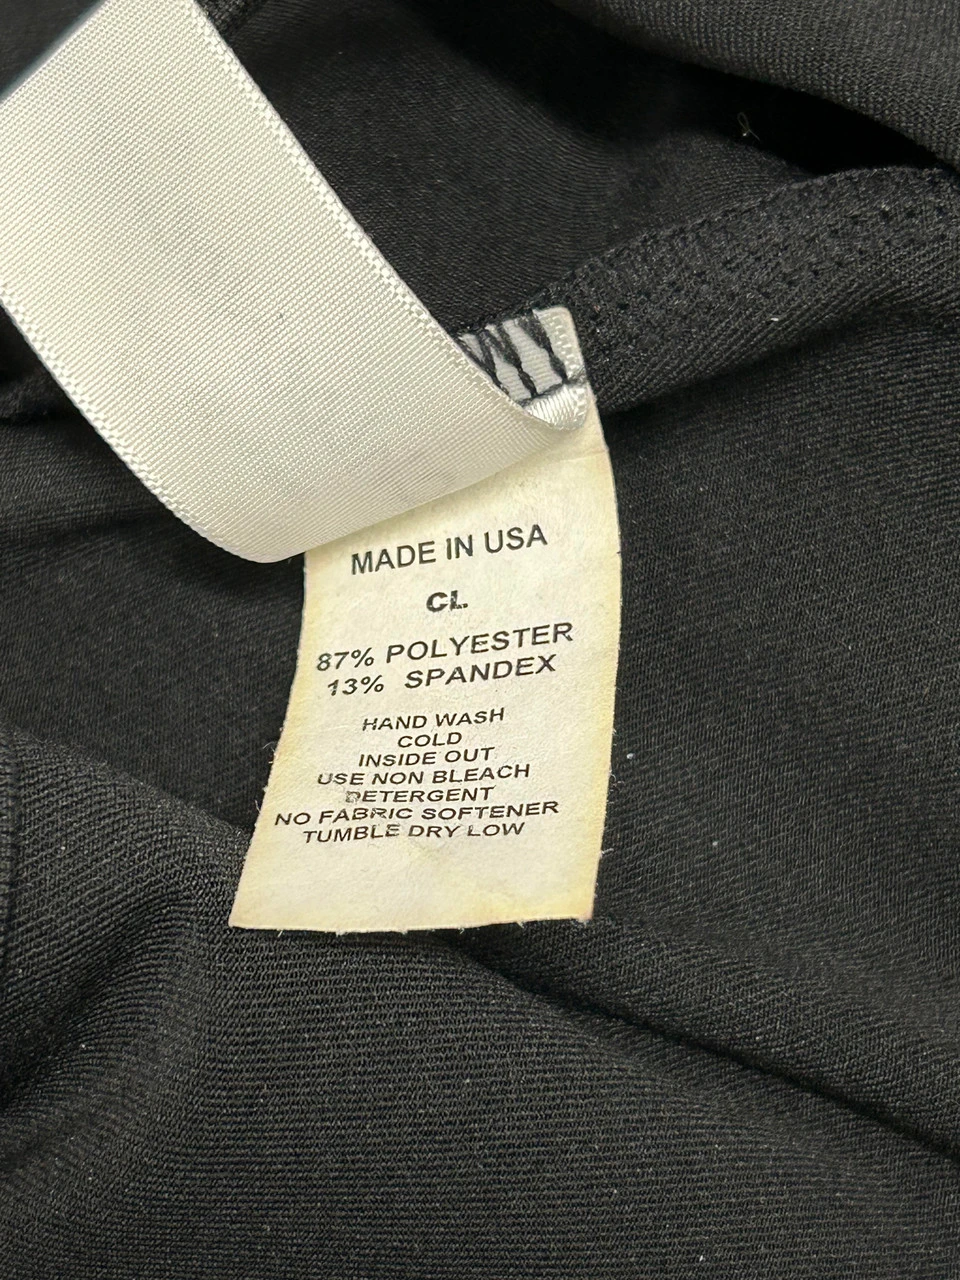 MADE IN USA
CL
87% POLYESTER
13% SPANDEX
HAND WASH
COLD
INSIDE OUT
USE NON BLEACH
DETERGENT
NO FABRIC SOFTENER
TUMBLE DRY LOW